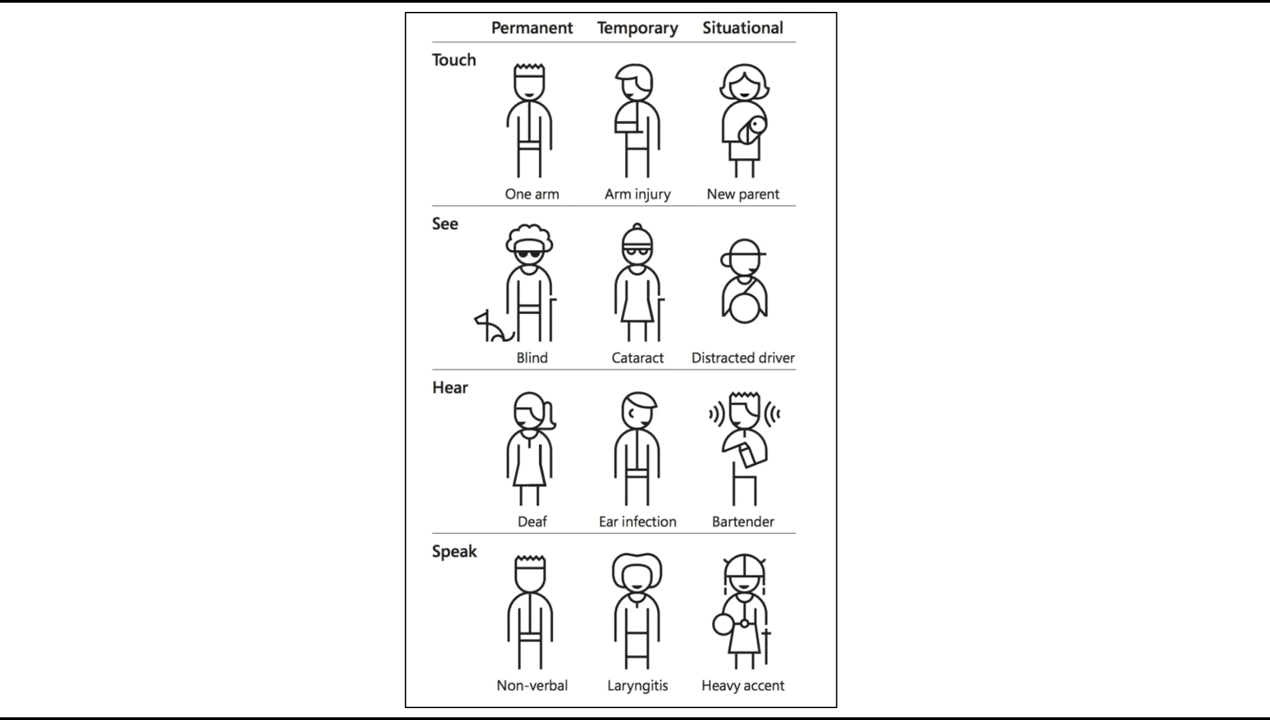 Permanent Temporary Situational
Touch
One arm Arm injury New parent
See
Blind Cataract Distracted driver
Hear
Deaf Ear infection Bartender
Speak
Non-verbal Laryngitis Heavy accent